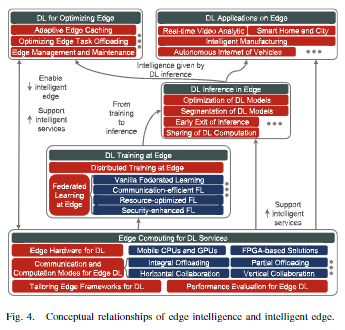 DL for Optimizing Edge
Adaptive Edge Caching
Optimizing Edge Task Offloading
Edge Management and Maintenance
DL Applications on Edge
Real-time Video Analytic
Smart Home and City
Intelligent Manufacturing
Autonomous Internet of Vehicles
Intelligence given by
DL inference
Enable
intelligent
edge
Support
intelligent
services
From
training
to
inference
DL Inference in Edge
Optimization of DL Models
Segmentation of DL Models
Early Exit of Inference
Sharing of DL Computation
DL Training at Edge
Distributed Training at Edge
Federated
Learning
at Edge
Vanilla Federated Learning
Communication-efficient FL
Resource-optimized FL
Security-enhanced FL
Support
intelligent
services
Edge Computing for DL Services
Edge Hardware for DL
Mobile CPUs and GPUs
FPGA-based Solutions
Communication and
Computation Modes for Edge DL
Integral Offloading
Partial Offloading
Horizontal Collaboration
Vertical Collaboration
Tailoring Edge Frameworks for DL
Performance Evaluation for Edge DL
Fig. 4. Conceptual relationships of edge intelligence and intelligent edge.